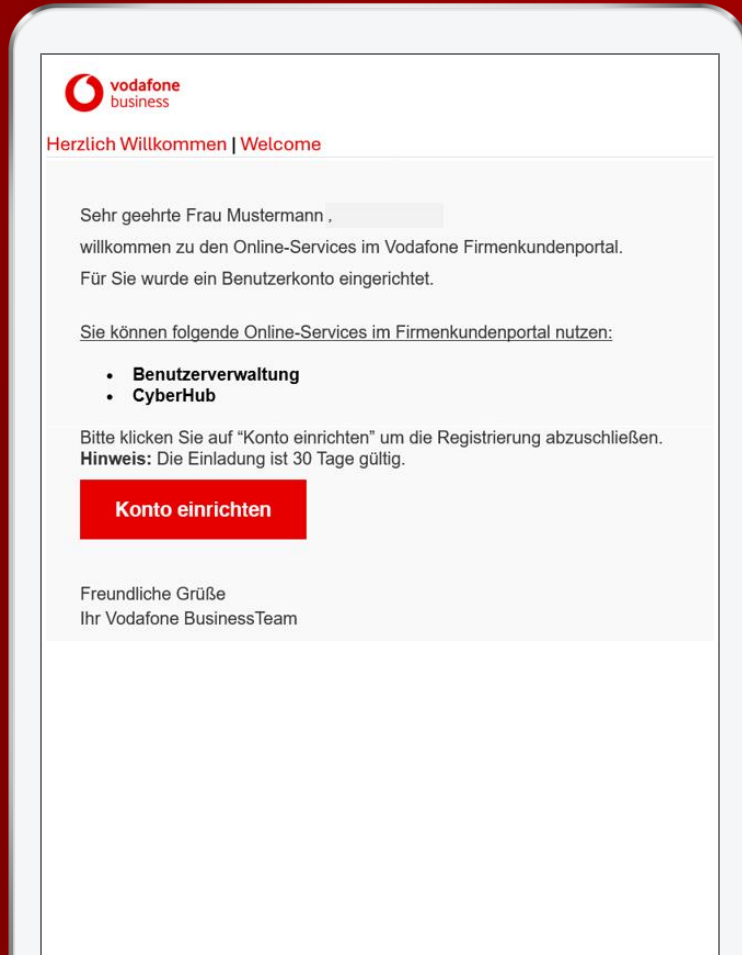 vodafone
business
Herzlich Willkommen | Welcome
Sehr geehrte Frau Mustermann ,
willkommen zu den Online-Services im Vodafone Firmenkundenportal.
Für Sie wurde ein Benutzerkonto eingerichtet.
Sie können folgende Online-Services im Firmenkundenportal nutzen:
• Benutzerverwaltung
• CyberHub
Bitte klicken Sie auf “Konto einrichten” um die Registrierung abzuschließen.
Hinweis: Die Einladung ist 30 Tage gültig.
Konto einrichten
Freundliche Grüße
Ihr Vodafone BusinessTeam